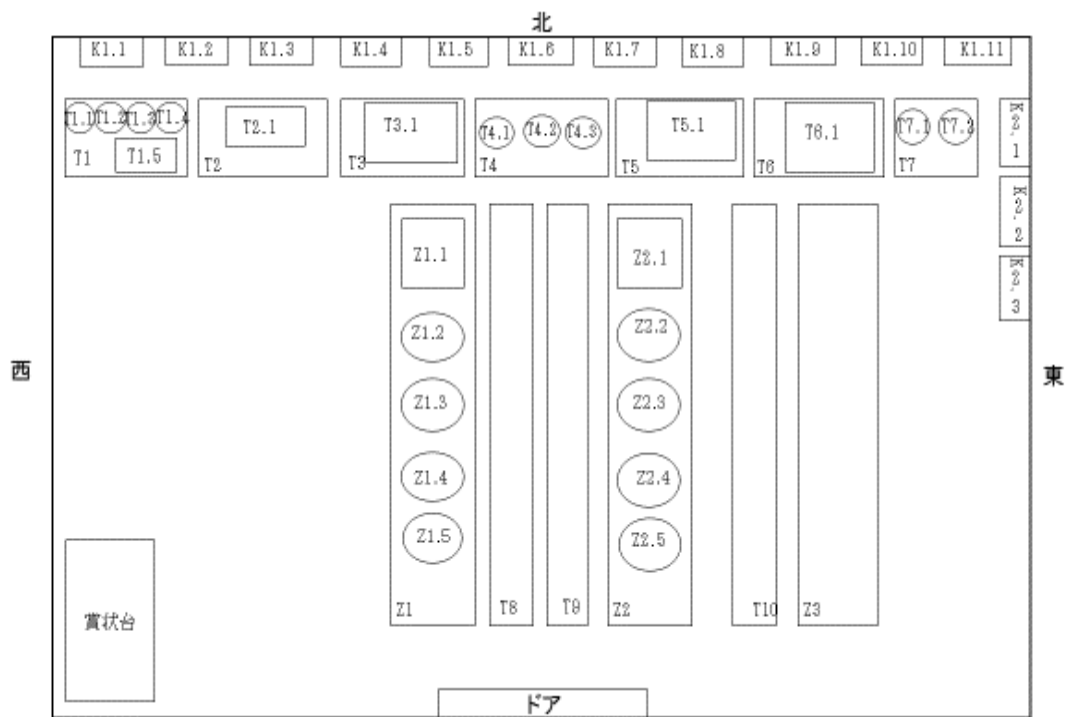 北
K1.1 K1.2 K1.3 K1.4 K1.5 K1.6 K1.7 K1.8 K1.9 K1.10 K1.11
T1.1 T1.2 T1.3 T1.4 T2.1 T3.1 T4.1 T4.2 T4.3 T5.1 T6.1 T7.1 T7.2 K2.1
T1 T1.5 T2 T3 T4 T5 T6 T7
K2.2
Z1.1 Z2.1 K2.3
Z1.2 Z2.2
西 東
Z1.3 Z2.3
Z1.4 Z2.4
Z1.5 Z2.5
Z1 T8 T9 Z2 T10 Z3
賞状台
ドア